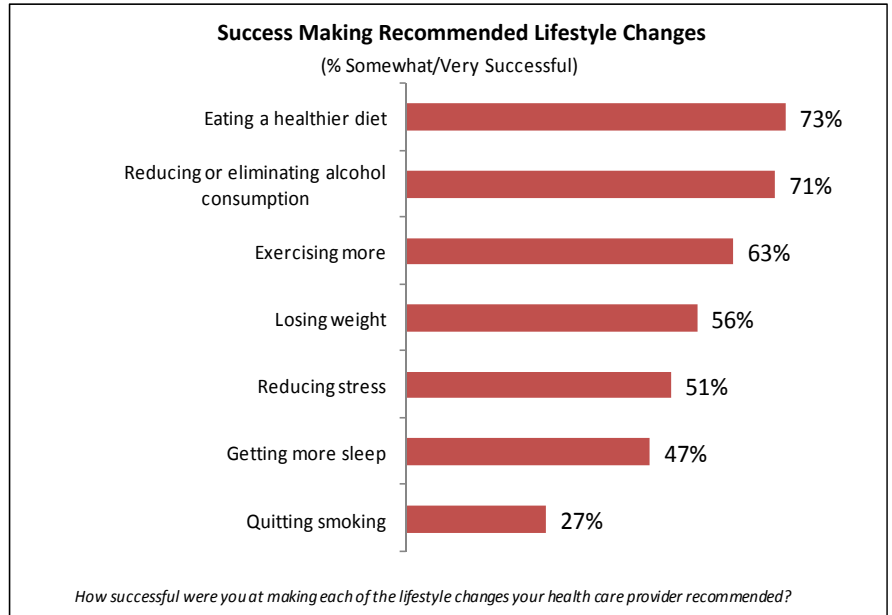 Success Making Recommended Lifestyle Changes
(% Somewhat/Very Successful)
Eating a healthier diet 73%
Reducing or eliminating alcohol
consumption 71%
Exercising more 63%
Losing weight 56%
Reducing stress 51%
Getting more sleep 47%
Quitting smoking 27%
How successful were you at making each of the lifestyle changes your health care provider recommended?